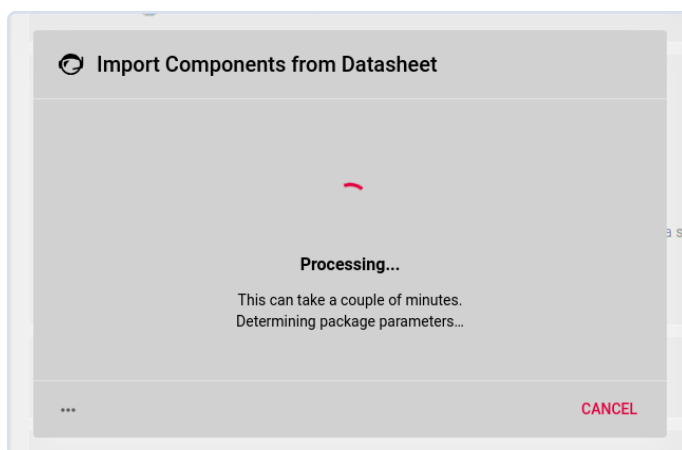 Import Components from Datasheet
a s
Processing...
This can take a couple of minutes.
Determining package parameters…
CANCEL